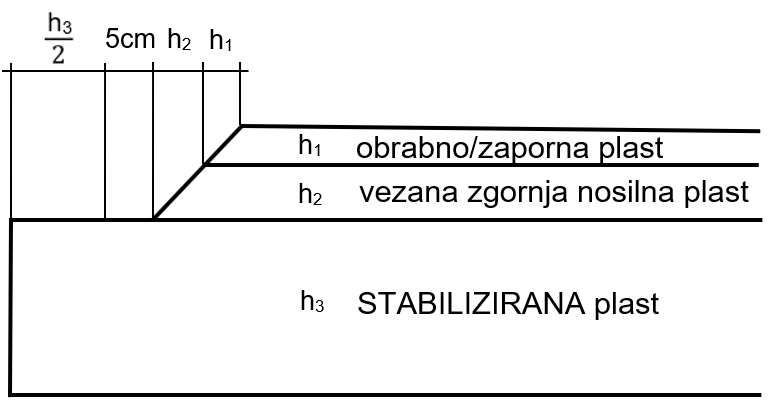 h₃/2 5cm h₂ h₁
h₁ obrabno/zaporna plast
h₂ vezana zgornja nosilna plast
h₃ STABILIZIRANA plast